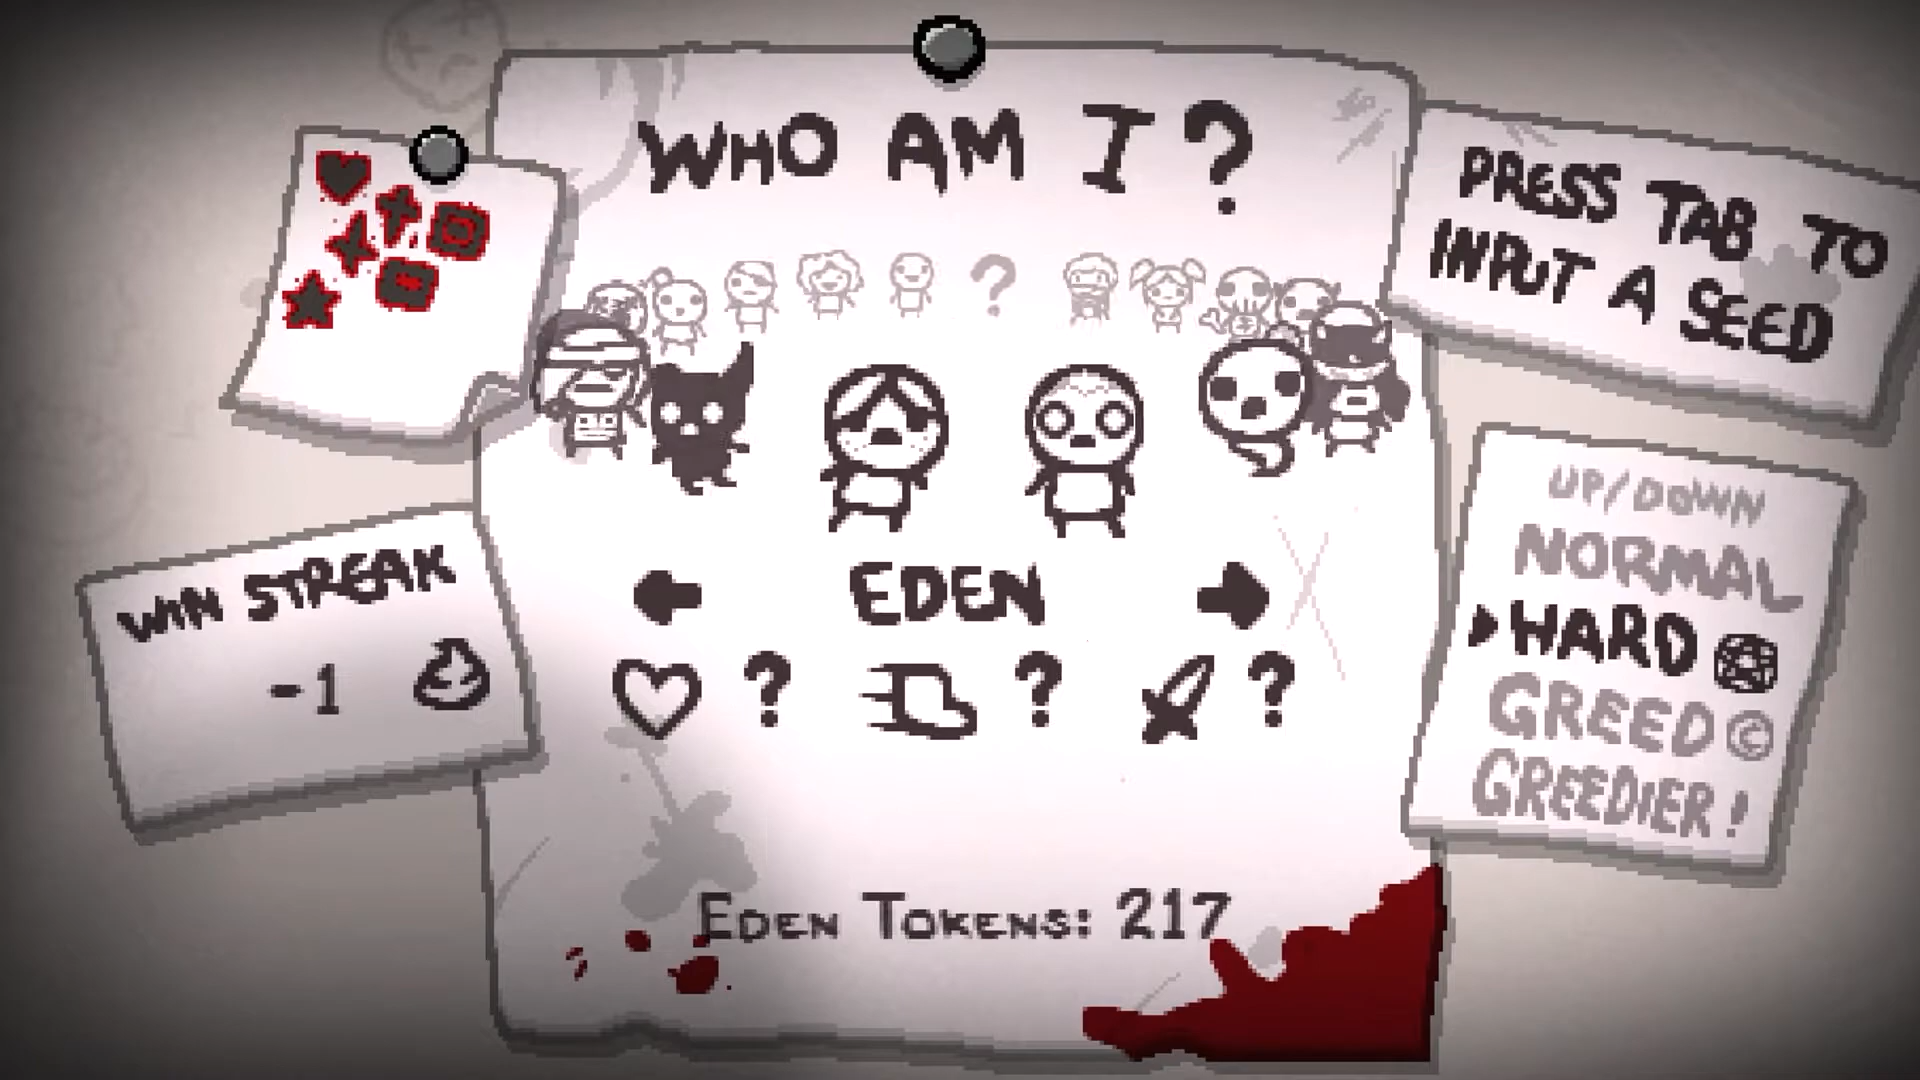 WHO AM I?
PRESS TAB TO
INPUT A SEED
WIN STREAK
-1
EDEN
? ? ?
UP/DOWN
NORMAL
HARD
GREED ©
GREEDIER!
EDEN TOKENS: 217